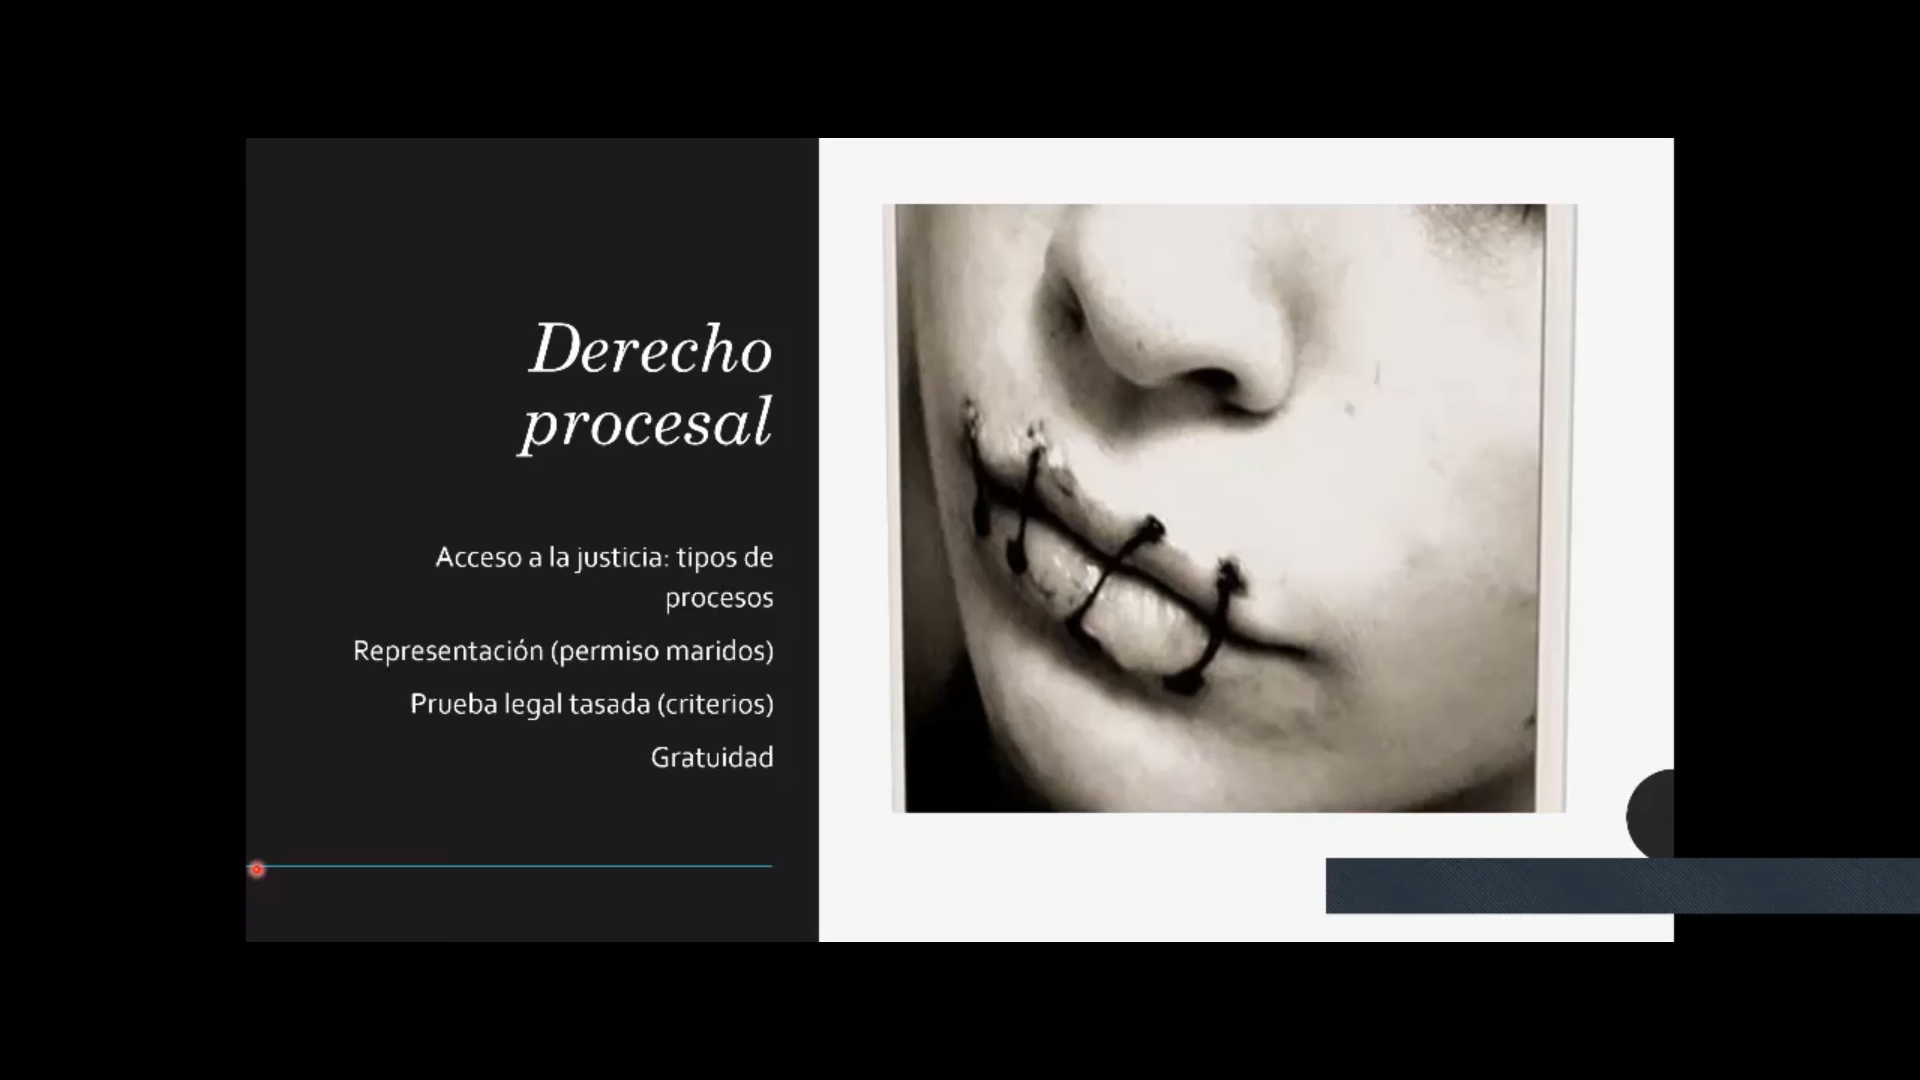 Derecho
procesal
Acceso a la justicia: tipos de
procesos
Representación (permiso maridos)
Prueba legal tasada (criterios)
Gratuidad